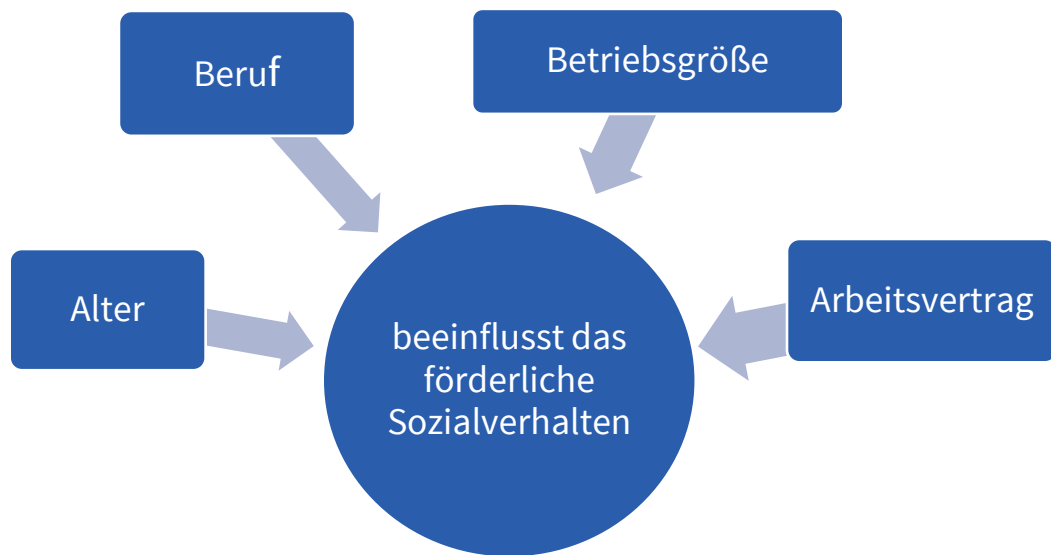 Beruf
Betriebsgröße
Alter
Arbeitsvertrag
beeinflusst das
förderliche
Sozialverhalten